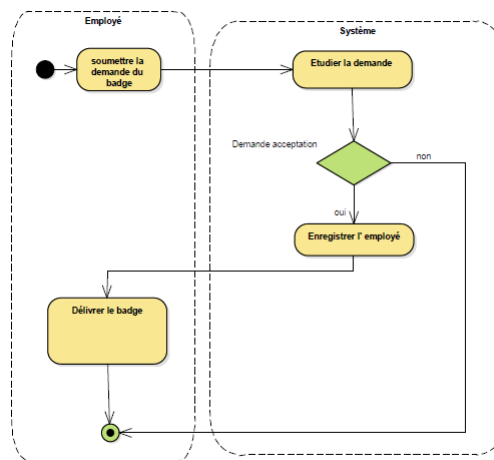 Employé
Système
soumettre la
demande du
badge
Etudier la demande
Demande acceptation
non
oui
Enregistrer l' employé
Délivrer le badge